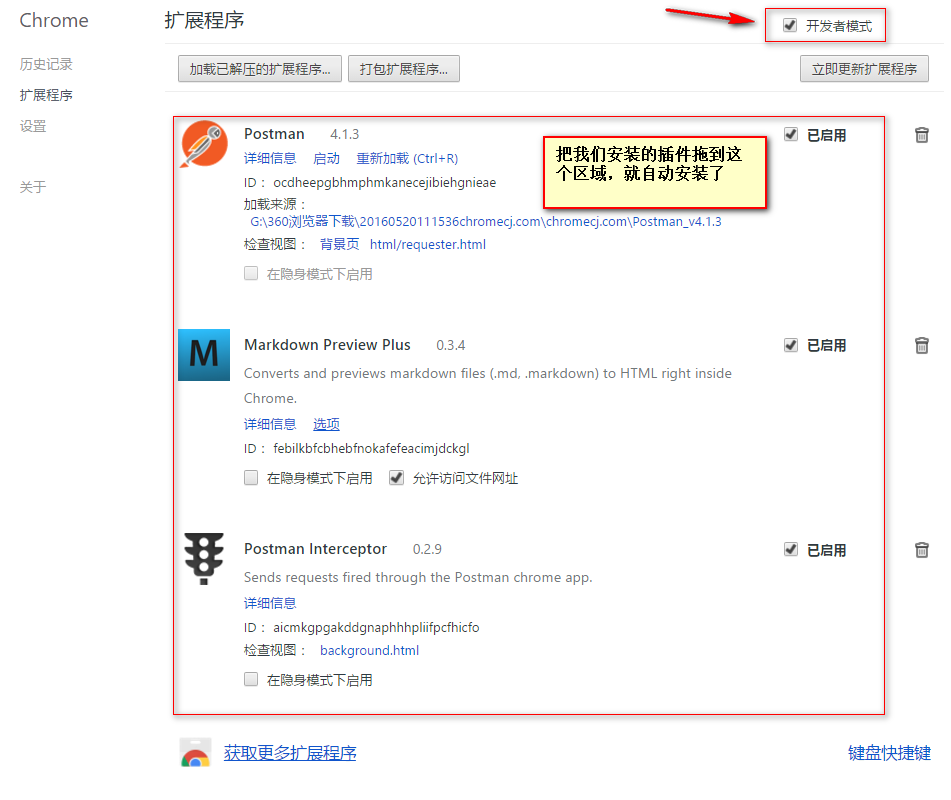 Chrome
扩展程序
开发者模式
历史记录
扩展程序
设置
关于
加载已解压的扩展程序...
打包扩展程序...
立即更新扩展程序
Postman 4.1.3
已启用
详细信息 启动 重新加载 (Ctrl+R)
ID： ocdheepgbhmphmkanecejibiehgnieae
加载来源：
G:\360浏览器下载\20160520111536chromecj.com\chromecj.com\Postman_v4.1.3
检查视图： 背景页 html/requester.html
在隐身模式下启用
把我们安装的插件拖到这
个区域，就自动安装了
M
Markdown Preview Plus 0.3.4
已启用
Converts and previews markdown files (.md, .markdown) to HTML right inside
Chrome.
详细信息 选项
ID： febilkbfcbhebfnokafefeacimjdckgl
在隐身模式下启用 允许访问文件网址
Postman Interceptor 0.2.9
已启用
Sends requests fired through the Postman chrome app.
详细信息
ID： aicmkgpgakddgnaphhhpliifpcfhicfo
检查视图： background.html
在隐身模式下启用
获取更多扩展程序
键盘快捷键